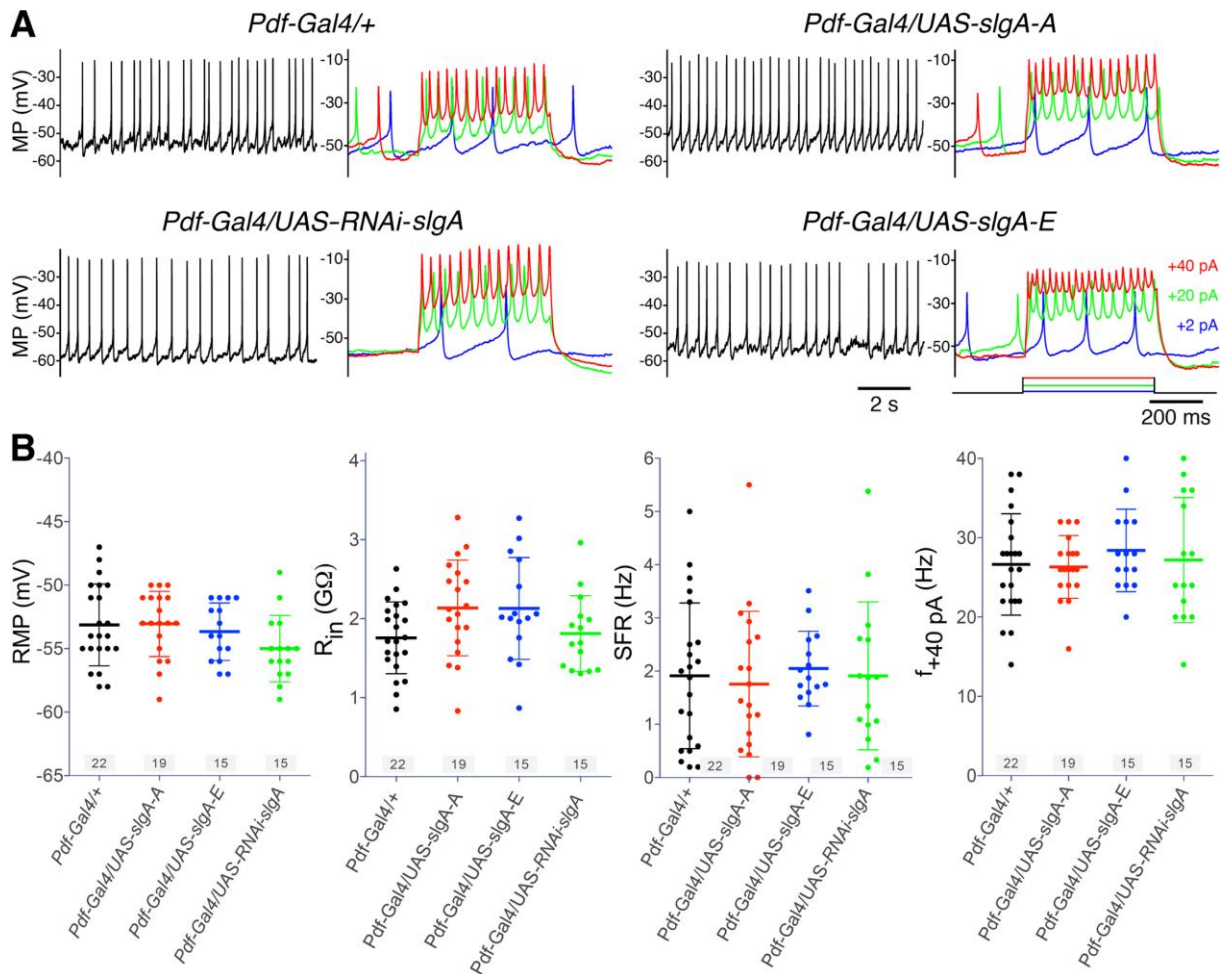 A
Pdf-Gal4/+
Pdf-Gal4/UAS-slgA-A
MP (mV)
-30
-40
-50
-60
-10
-30
-50
-30
-40
-50
-60
-10
-30
-50
Pdf-Gal4/UAS-RNAi-slgA
Pdf-Gal4/UAS-slgA-E
MP (mV)
-30
-40
-50
-60
-10
-30
-50
-30
-40
-50
-60
-10
-30
-50
+40 pA
+20 pA
+2 pA
2 s
200 ms
B
RMP (mV)
-40
-45
-50
-55
-60
-65
22 19 15 15
Pdf-Gal4/+
Pdf-Gal4/UAS-slgA-A
Pdf-Gal4/UAS-slgA-E
Pdf-Gal4/UAS-RNAi-slgA
Rin (GΩ)
4
3
2
1
0
22 19 15 15
Pdf-Gal4/+
Pdf-Gal4/UAS-slgA-A
Pdf-Gal4/UAS-slgA-E
Pdf-Gal4/UAS-RNAi-slgA
SFR (Hz)
6
5
4
3
2
1
0
22 19 15 15
Pdf-Gal4/+
Pdf-Gal4/UAS-slgA-A
Pdf-Gal4/UAS-slgA-E
Pdf-Gal4/UAS-RNAi-slgA
f+40 pA (Hz)
40
30
20
10
0
22 19 15 15
Pdf-Gal4/+
Pdf-Gal4/UAS-slgA-A
Pdf-Gal4/UAS-slgA-E
Pdf-Gal4/UAS-RNAi-slgA